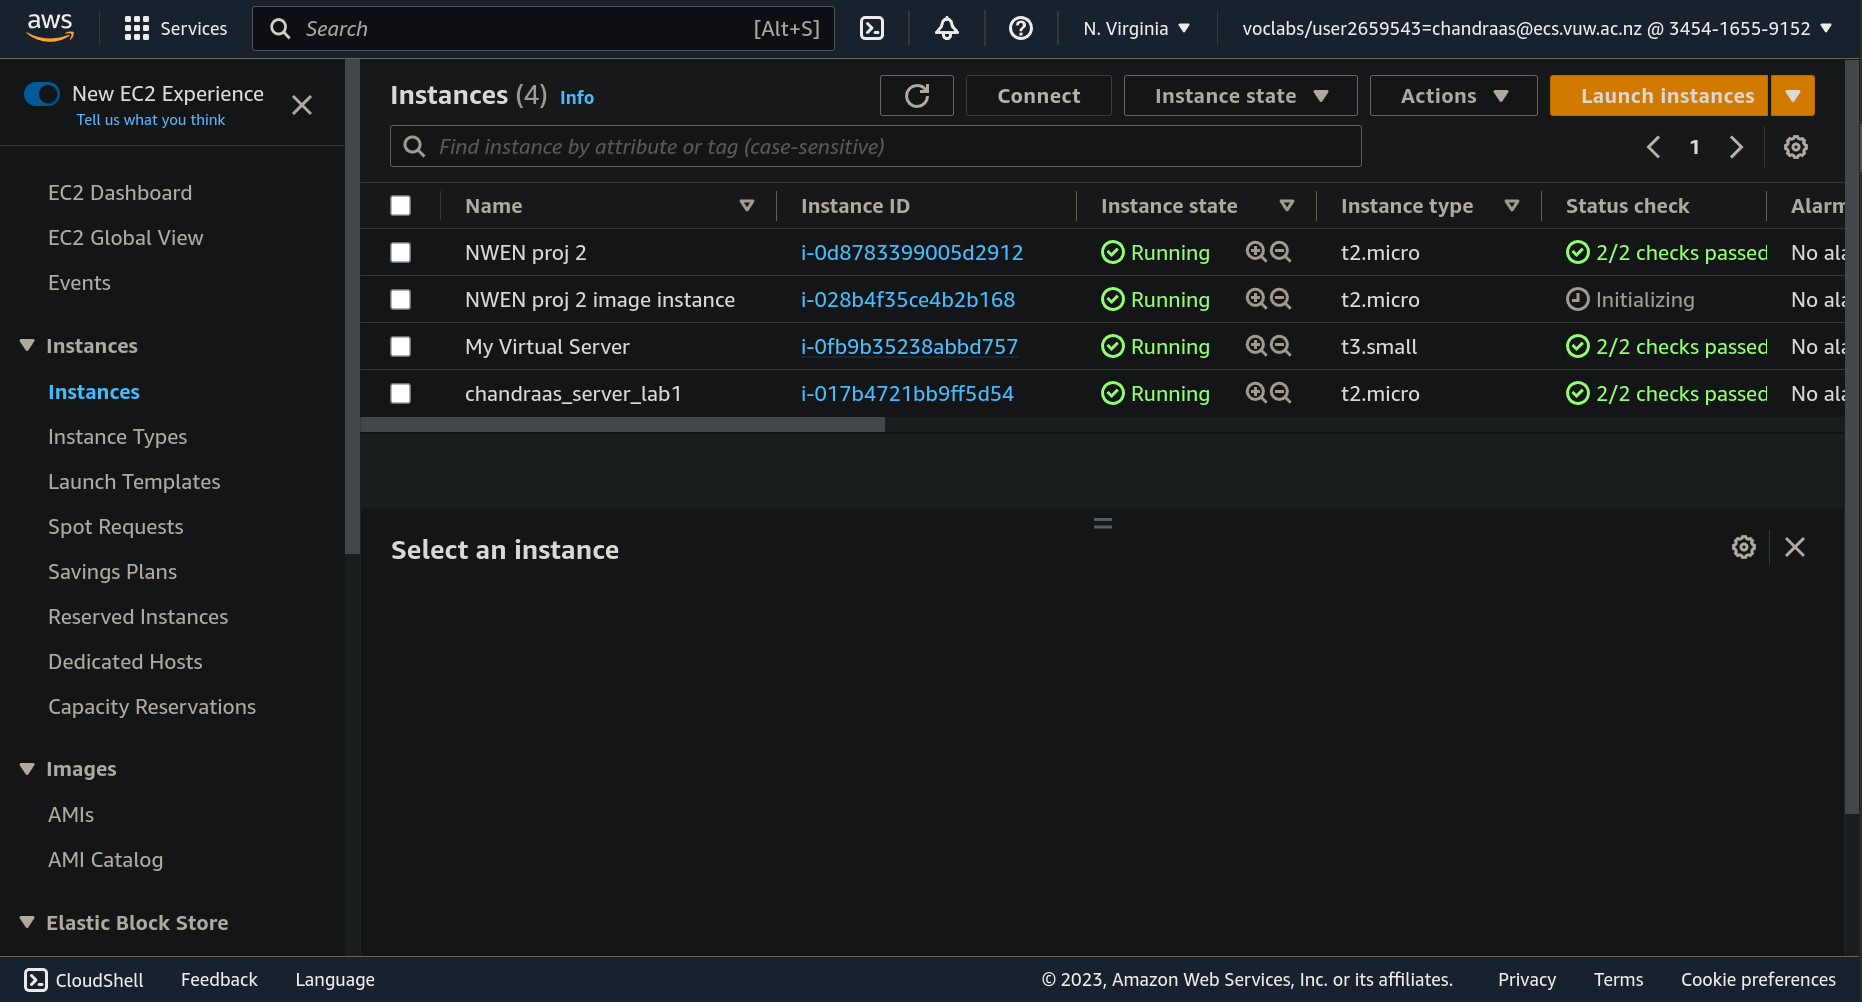 aws
Services
Search [Alt+S]
N. Virginia
voclabs/user2659543=chandraas@ecs.vuw.ac.nz @ 3454-1655-9152
New EC2 Experience
Tell us what you think
EC2 Dashboard
EC2 Global View
Events
Instances
Instances
Instance Types
Launch Templates
Spot Requests
Savings Plans
Reserved Instances
Dedicated Hosts
Capacity Reservations
Images
AMIs
AMI Catalog
Elastic Block Store
Instances (4) Info
Connect
Instance state
Actions
Launch instances
Find instance by attribute or tag (case-sensitive)
1
Name Instance ID Instance state Instance type Status check Alarm
NWEN proj 2 i-0d8783399005d2912 Running t2.micro 2/2 checks passed No ala
NWEN proj 2 image instance i-028b4f35ce4b2b168 Running t2.micro Initializing No ala
My Virtual Server i-0fb9b35238abbd757 Running t3.small 2/2 checks passed No ala
chandraas_server_lab1 i-017b4721bb9ff5d54 Running t2.micro 2/2 checks passed No ala
Select an instance
CloudShell Feedback Language © 2023, Amazon Web Services, Inc. or its affiliates. Privacy Terms Cookie preferences